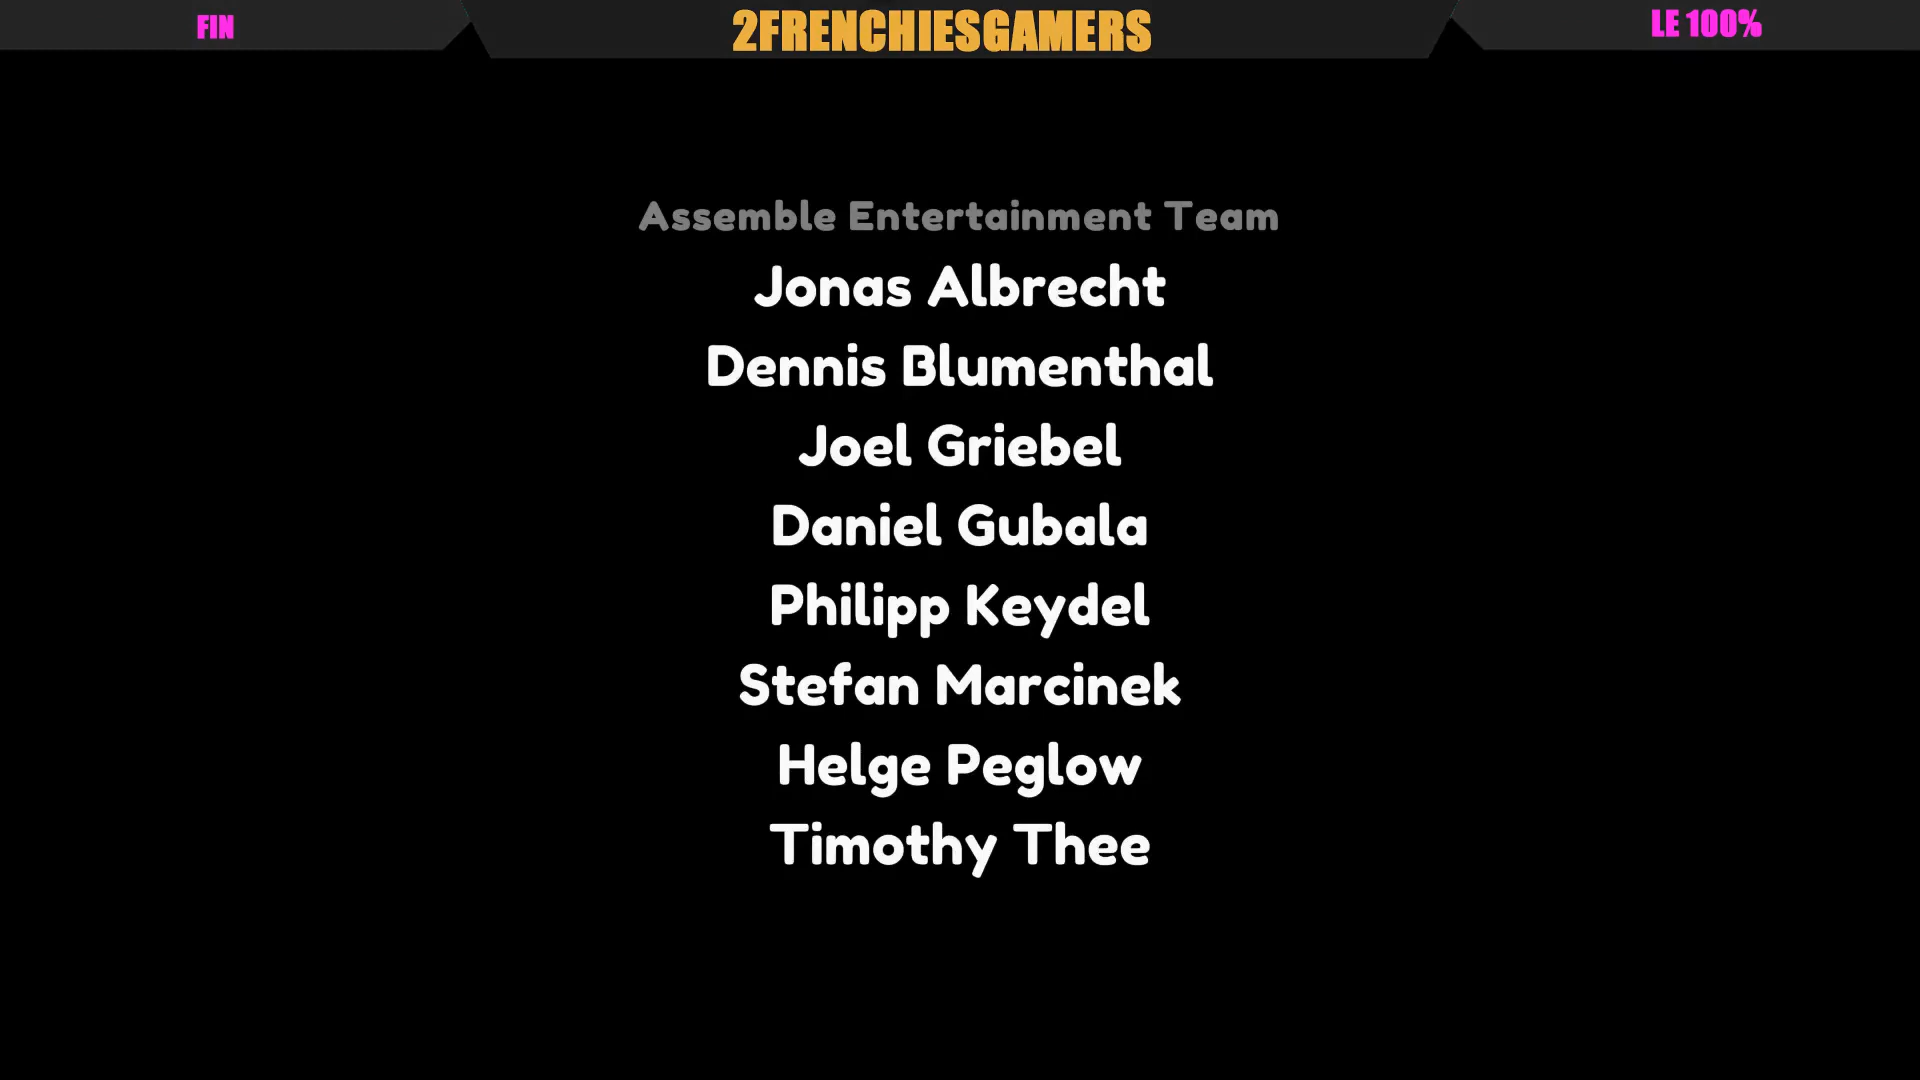 FIN
2FRENCHIESGAMERS
LE 100%
Assemble Entertainment Team
Jonas Albrecht
Dennis Blumenthal
Joel Griebel
Daniel Gubala
Philipp Keydel
Stefan Marcinek
Helge Peglow
Timothy Thee